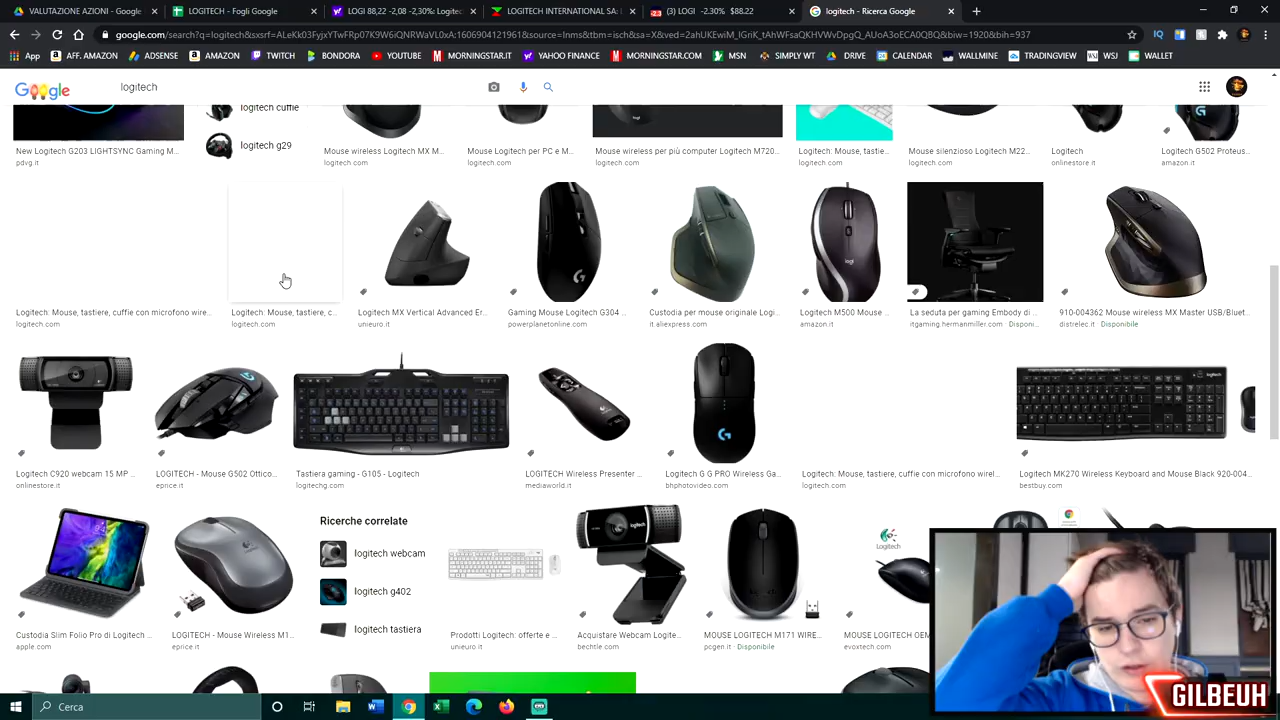 VALUTAZIONE AZIONI - Google
LOGITECH - Fogli Google
LOGI 88,22 -2,08 -2,30% Logitec
LOGITECH INTERNATIONAL SA:
(3) LOGI -2.30% $88.22
logitech - Ricerca Google
google.com/search?q=logitech&sxsrf=ALeKk03FyjxYTwFRp07K9W6iQNRWaVL0xA:1606904121961&source=lnms&tbm=isch&sa=X&ved=2ahUKEwiM_lGriK_tAhWFsaQKHVWvDpgQ_AUoA3oECA0QBQ&biw=1920&bih=937
App
AFF. AMAZON
ADSENSE
AMAZON
TWITCH
BONDORA
YOUTUBE
MORNINGSTAR.IT
YAHOO FINANCE
MORNINGSTAR.COM
MSN
SIMPLY WT
DRIVE
CALENDAR
WALLMINE
TRADINGVIEW
WSJ
WALLET
Google
logitech
logitech cuffie
logitech g29
New Logitech G203 LIGHTSYNC Gaming M...
pdvg.it
Mouse wireless Logitech MX M...
logitech.com
Mouse Logitech per PC e M...
logitech.com
Mouse wireless per più computer Logitech M720...
logitech.com
Logitech: Mouse, tastie...
logitech.com
Mouse silenzioso Logitech M22...
logitech.com
Logitech
onlinestore.it
Logitech G502 Proteus...
amazon.it
Logitech: Mouse, tastiere, cuffie con microfono wire...
logitech.com
Logitech: Mouse, tastiere, c...
logitech.com
Logitech MX Vertical Advanced Er...
unieuro.it
Gaming Mouse Logitech G304 ...
powerplanetonline.com
Custodia per mouse originale Logi...
it.aliexpress.com
logi
Logitech M500 Mouse ...
amazon.it
La seduta per gaming Embody di ...
itgaming.hermanmiller.com · Disponi...
910-004362 Mouse wireless MX Master USB/Bluet...
distrelec.it · Disponibile
Logitech C920 webcam 15 MP ...
onlinestore.it
LOGITECH - Mouse G502 Ottico...
eprice.it
Tastiera gaming - G105 - Logitech
logitechg.com
LOGITECH Wireless Presenter ...
mediaworld.it
Logitech G G PRO Wireless Ga...
bhphotovideo.com
Logitech: Mouse, tastiere, cuffie con microfono wirel...
logitech.com
Logitech MK270 Wireless Keyboard and Mouse Black 920-004...
bestbuy.com
Ricerche correlate
logitech webcam
logitech g402
logitech tastiera
logitech
Logitech
Custodia Slim Folio Pro di Logitech ...
apple.com
LOGITECH - Mouse Wireless M1...
eprice.it
Prodotti Logitech: offerte e ...
unieuro.it
Acquistare Webcam Logite...
bechtle.com
MOUSE LOGITECH M171 WIRE...
pcgen.it · Disponibile
MOUSE LOGITECH OEM
evoxtech.com
GILBEUH
Cerca